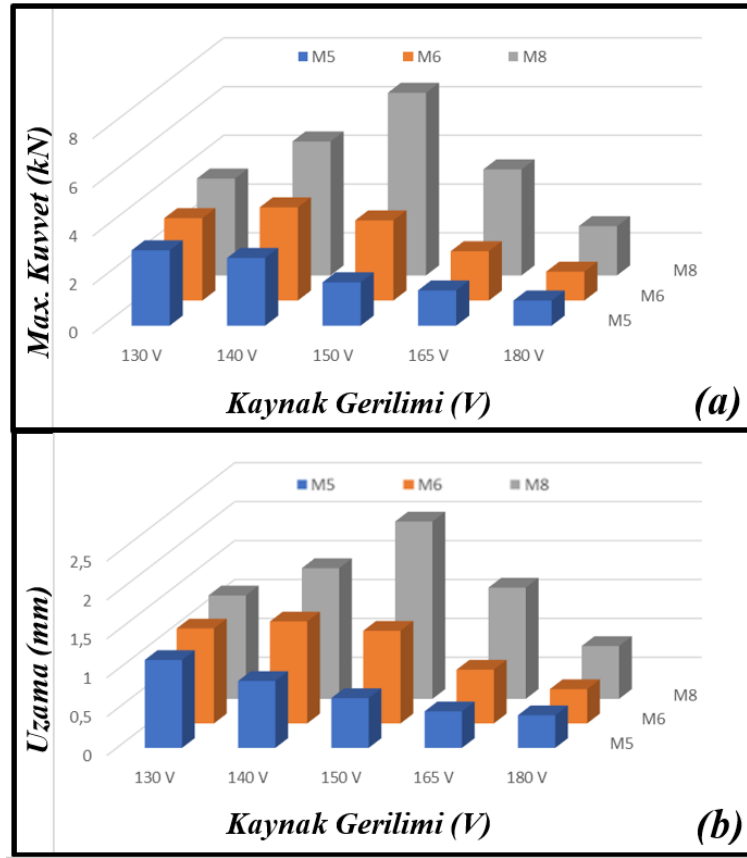 M5 M6 M8
Max. Kuvvet (kN)
8
6
4
2
0
M8
M6
M5
130 V 140 V 150 V 165 V 180 V
Kaynak Gerilimi (V)
(a)
M5 M6 M8
Uzama (mm)
2,5
2
1,5
1
0,5
0
M8
M6
M5
130 V 140 V 150 V 165 V 180 V
Kaynak Gerilimi (V)
(b)